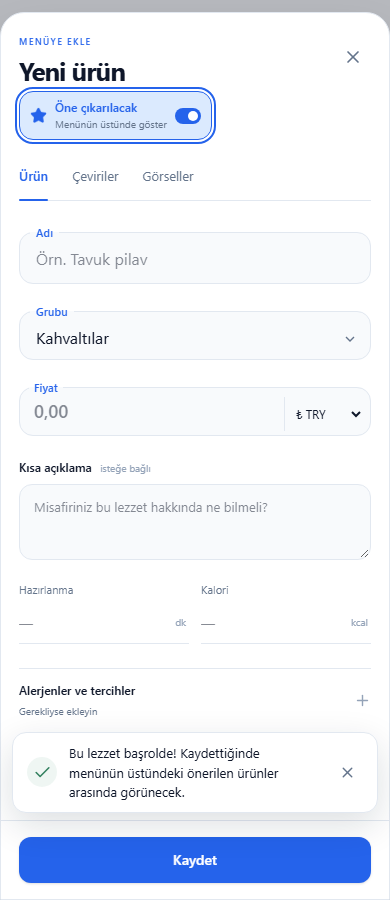 MENÜYE EKLE
Yeni ürün
Öne çıkarılacak
Menünün üstünde göster
Ürün Çeviriler Görseller
Adı
Örn. Tavuk pilav
Grubu
Kahvaltılar
Fiyat
0,00 ₺ TRY
Kısa açıklama isteğe bağlı
Misafiriniz bu lezzet hakkında ne bilmeli?
Hazırlanma Kalori
— dk — kcal
Alerjenler ve tercihler
Gerekliyse ekleyin
Bu lezzet başrolde! Kaydettiğinde
menünün üstündeki önerilen ürünler
arasında görünecek.
Kaydet